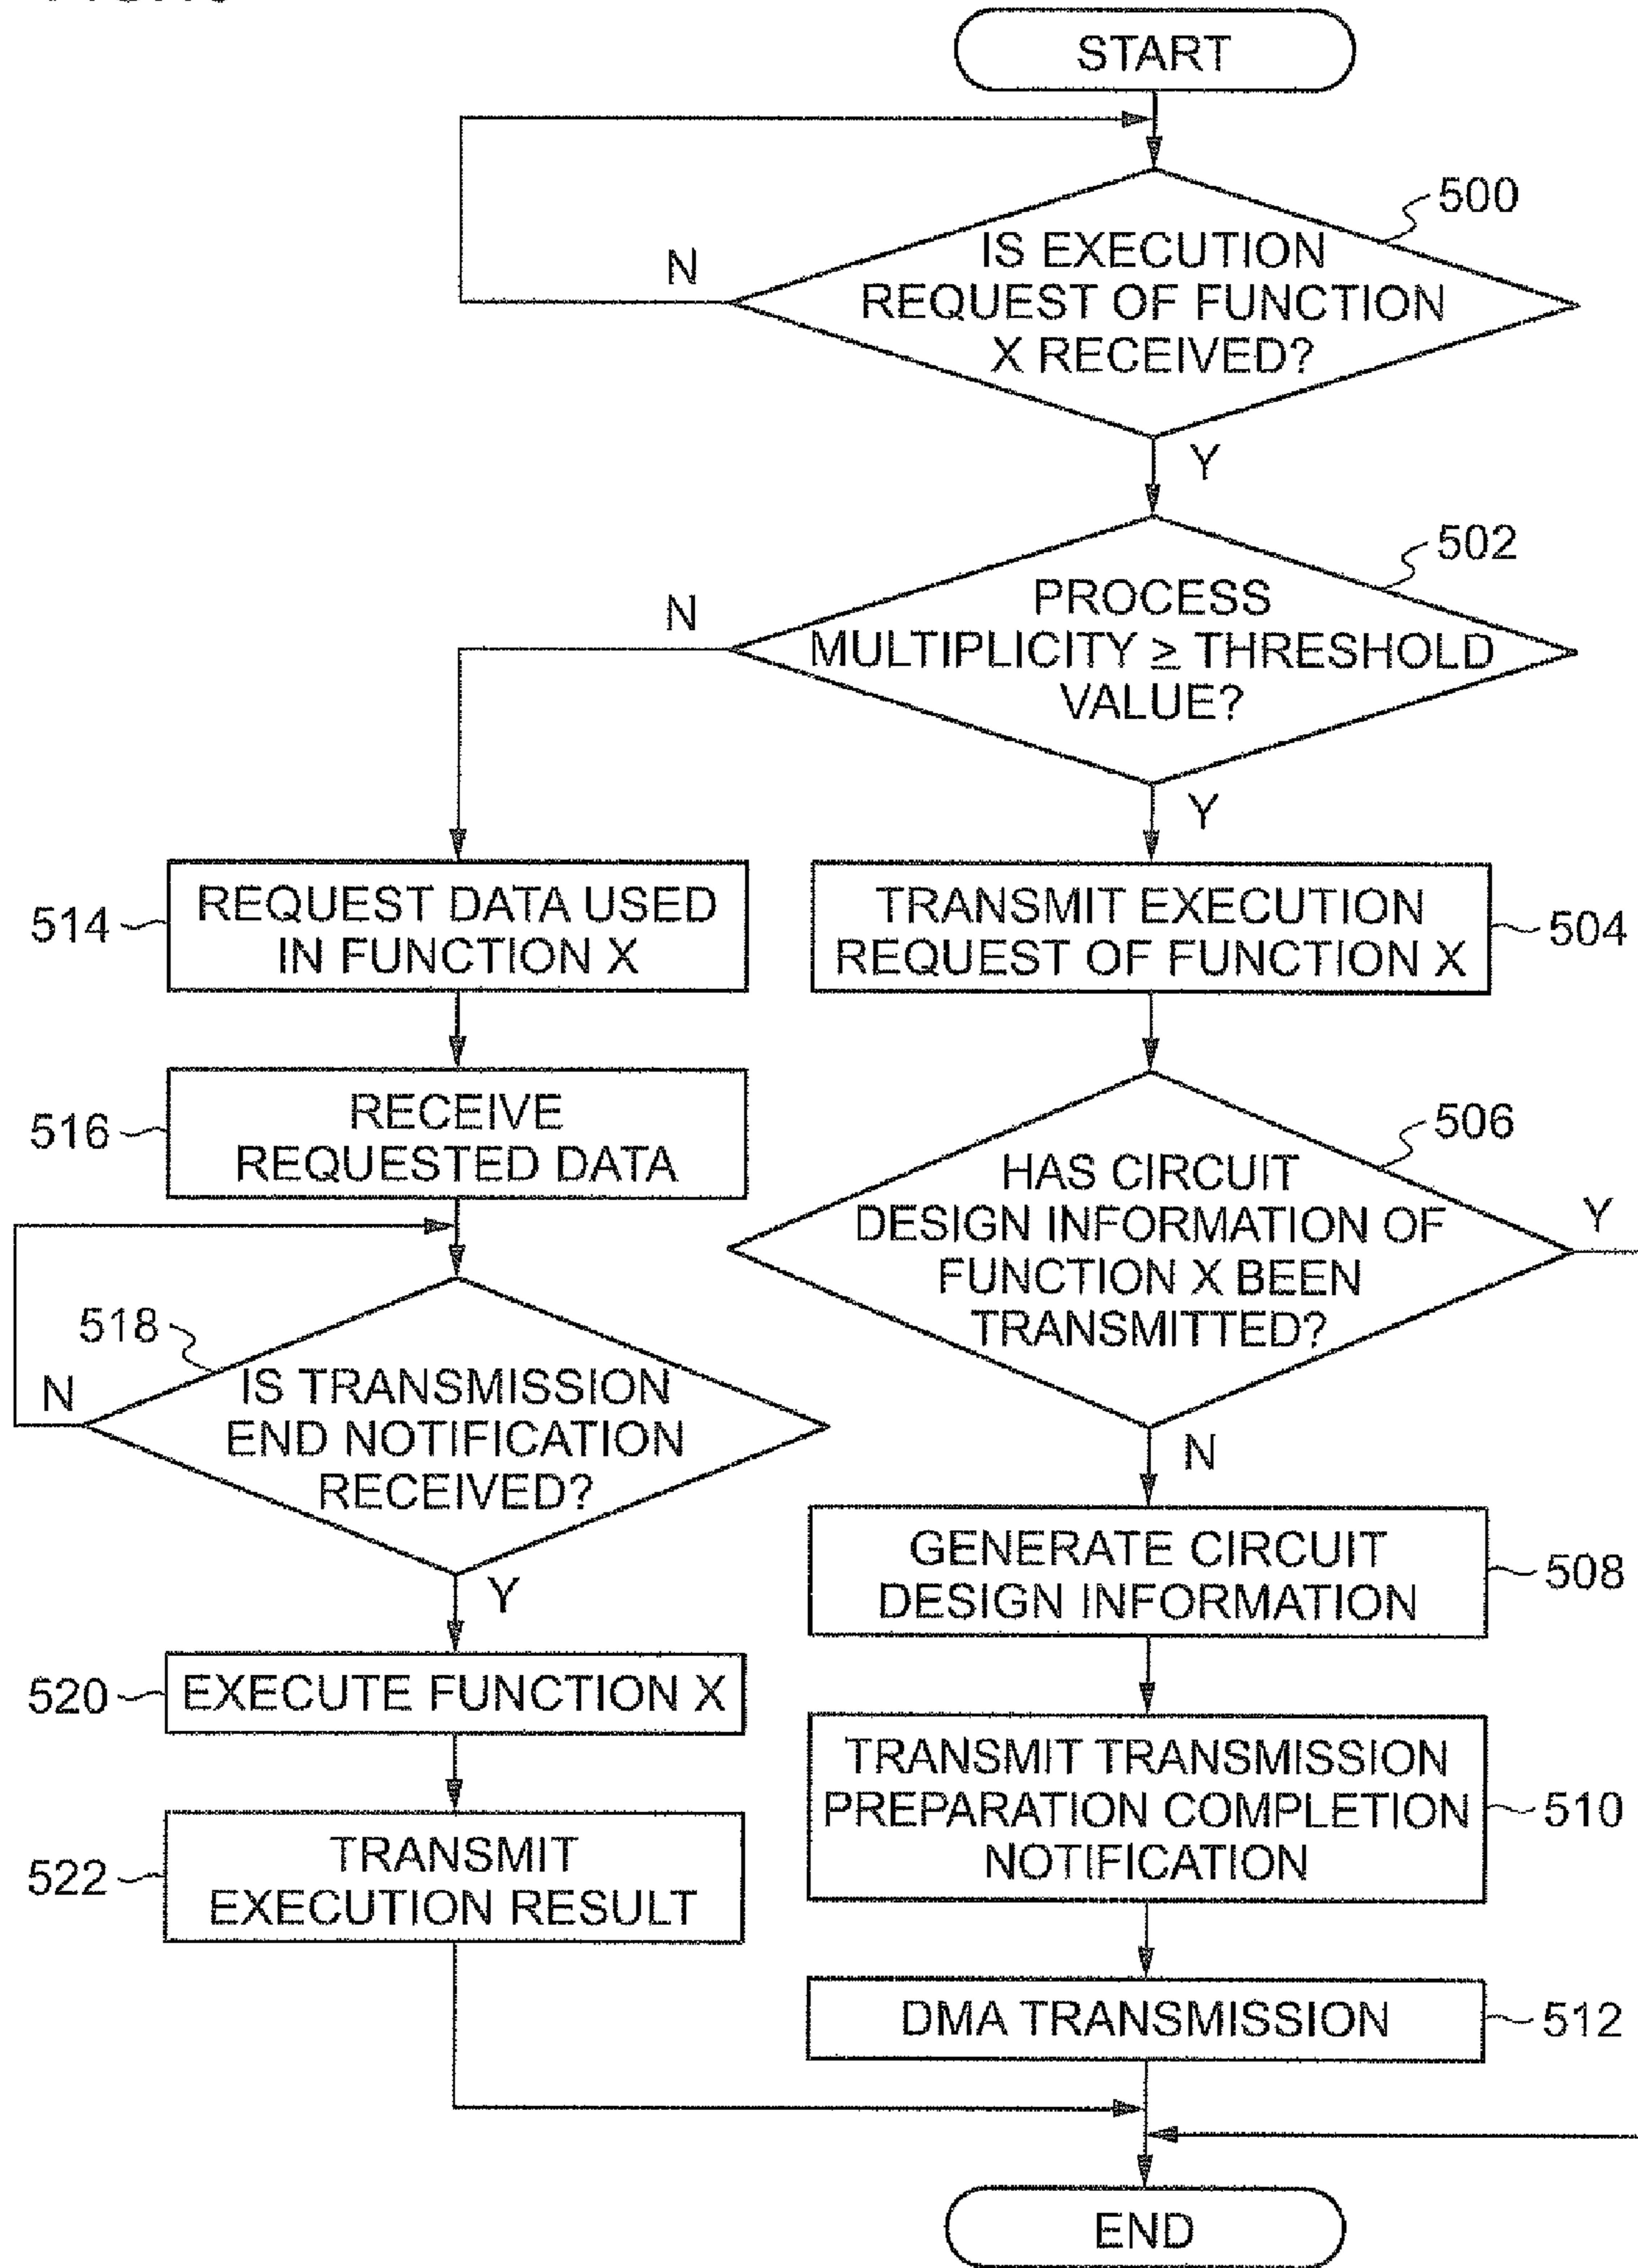 START
500
IS EXECUTION
REQUEST OF FUNCTION
X RECEIVED?
N
Y
502
PROCESS
MULTIPLICITY ≥ THRESHOLD
VALUE?
N
Y
514
REQUEST DATA USED
IN FUNCTION X
TRANSMIT EXECUTION
REQUEST OF FUNCTION X
504
516
RECEIVE
REQUESTED DATA
506
HAS CIRCUIT
DESIGN INFORMATION OF
FUNCTION X BEEN
TRANSMITTED?
Y
N
518
IS TRANSMISSION
END NOTIFICATION
RECEIVED?
N
Y
GENERATE CIRCUIT
DESIGN INFORMATION
508
520
EXECUTE FUNCTION X
TRANSMIT TRANSMISSION
PREPARATION COMPLETION
NOTIFICATION
510
522
TRANSMIT
EXECUTION RESULT
DMA TRANSMISSION
512
END